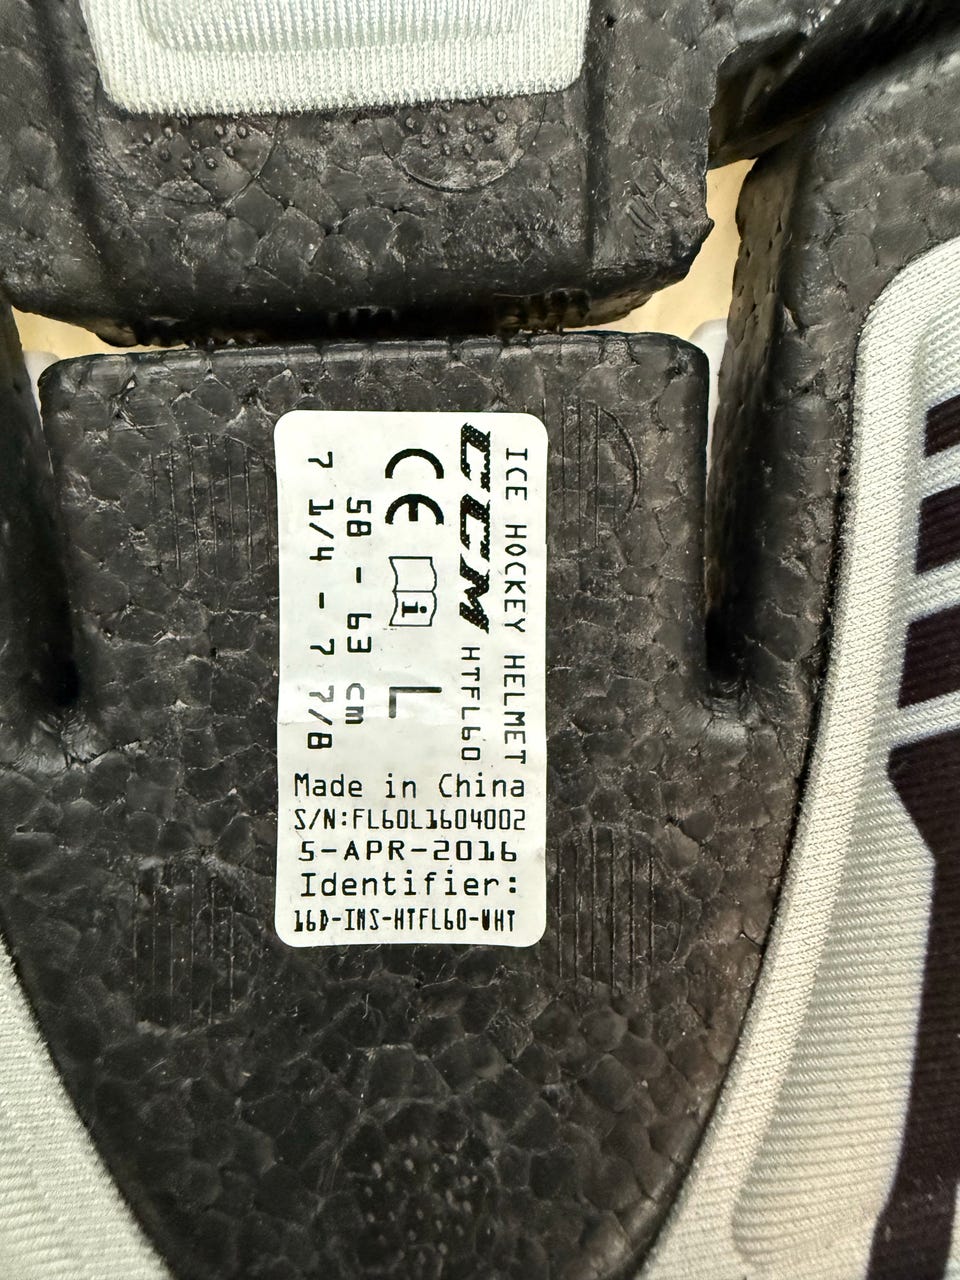 ICE HOCKEY HELMET
CCM HTFL60
CE i L
58 - 63 cm
7 1/4 - 7 7/8
Made in China
S/N:FL60L1604002
5-APR-2016
Identifier:
16D-INS-HTFL60-WHT